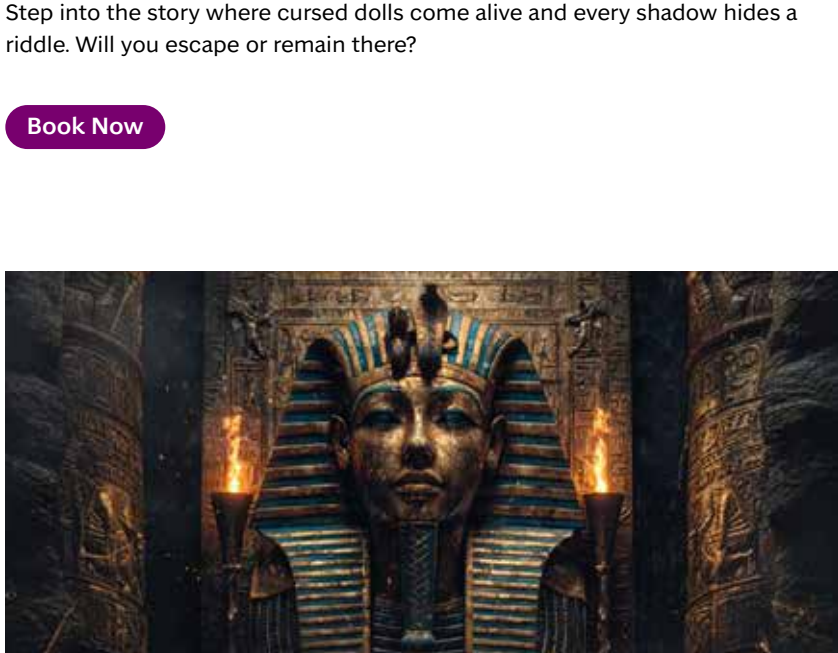 Step into the story where cursed dolls come alive and every shadow hides a
riddle. Will you escape or remain there?
Book Now